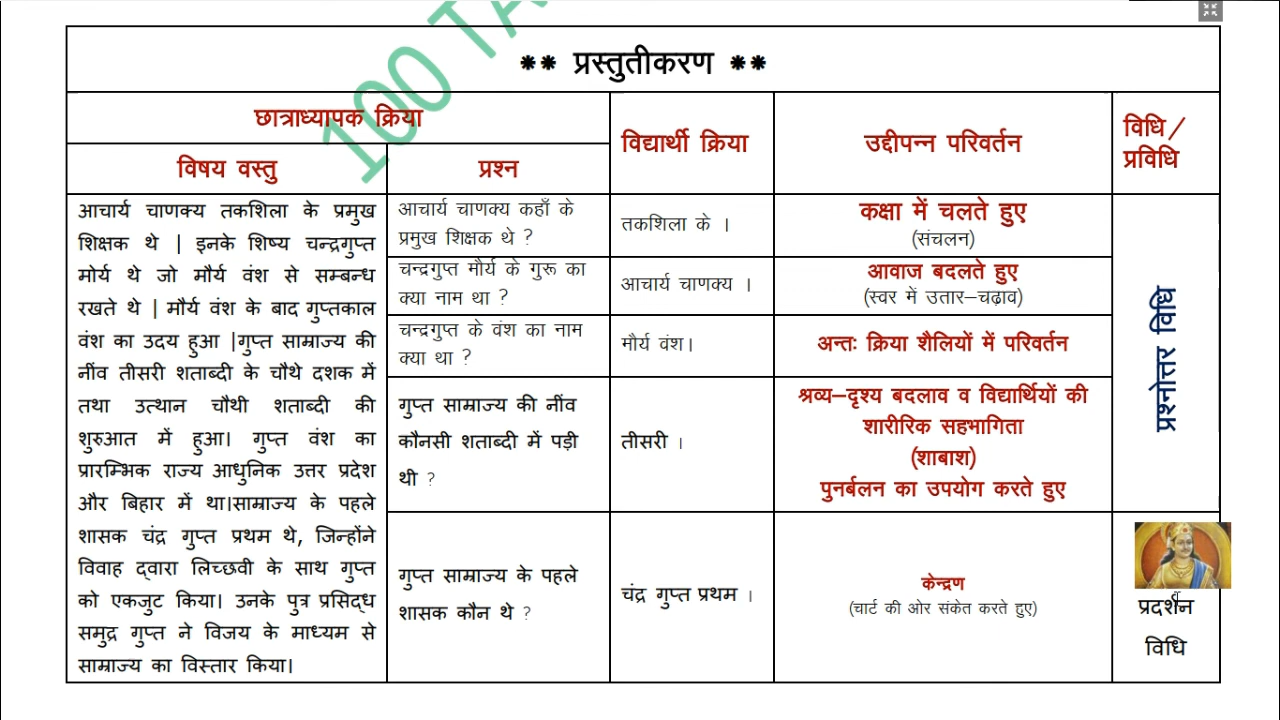 ** प्रस्तुतीकरण **
छात्राध्यापक क्रिया
विद्यार्थी क्रिया
उद्दीपन्न परिवर्तन
विधि/
प्रविधि
विषय वस्तु
प्रश्न
आचार्य चाणक्य तकशिला के प्रमुख
शिक्षक थे | इनके शिष्य चन्द्रगुप्त
मोर्य थे जो मौर्य वंश से सम्बन्ध
रखते थे | मौर्य वंश के बाद गुप्तकाल
वंश का उदय हुआ |गुप्त साम्राज्य की
नींव तीसरी शताब्दी के चौथे दशक में
तथा उत्थान चौथी शताब्दी की
शुरुआत में हुआ। गुप्त वंश का
प्रारम्भिक राज्य आधुनिक उत्तर प्रदेश
और बिहार में था।साम्राज्य के पहले
शासक चंद्र गुप्त प्रथम थे, जिन्होंने
विवाह द्वारा लिच्छवी के साथ गुप्त
को एकजुट किया। उनके पुत्र प्रसिद्ध
समुद्र गुप्त ने विजय के माध्यम से
साम्राज्य का विस्तार किया।
आचार्य चाणक्य कहाँ के
प्रमुख शिक्षक थे ?
तकशिला के ।
कक्षा में चलते हुए
(संचलन)
चन्द्रगुप्त मौर्य के गुरू का
क्या नाम था ?
आचार्य चाणक्य ।
आवाज बदलते हुए
(स्वर में उतार–चढ़ाव)
चन्द्रगुप्त के वंश का नाम
क्या था ?
मौर्य वंश।
अन्तः क्रिया शैलियों में परिवर्तन
गुप्त साम्राज्य की नींव
कौनसी शताब्दी में पड़ी
थी ?
तीसरी ।
श्रव्य–दृश्य बदलाव व विद्यार्थियों की
शारीरिक सहभागिता
(शाबाश)
पुनर्बलन का उपयोग करते हुए
प्रश्नोत्तर विधि
गुप्त साम्राज्य के पहले
शासक कौन थे ?
चंद्र गुप्त प्रथम ।
केन्द्रण
(चार्ट की ओर संकेत करते हुए)
प्रदर्शन
विधि
100 TA